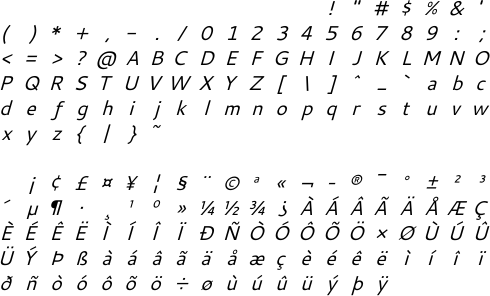 ! " # $ % & '
( ) * + , - . / 0 1 2 3 4 5 6 7 8 9 : ;
< = > ? @ A B C D E F G H I J K L M N O
P Q R S T U V W X Y Z [ \ ] ^ _ ` a b c
d e f g h i j k l m n o p q r s t u v w
x y z { | } ~
¡ ¢ £ ¤ ¥ ¦ § ¨ © ª « ¬ - ® ¯ ° ± ² ³
´ µ ¶ · ¸ ¹ º » ¼ ½ ¾ ¿ À Á Â Ã Ä Å Æ Ç
È É Ê Ë Ì Í Î Ï Ð Ñ Ò Ó Ô Õ Ö × Ø Ù Ú Û
Ü Ý Þ ß à á â ã ä å æ ç è é ê ë ì í î ï
ð ñ ò ó ô õ ö ÷ ø ù ú û ü ý þ ÿ